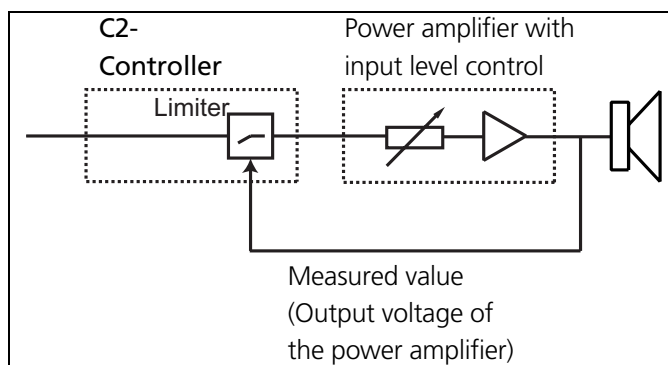 C2-
Controller
Power amplifier with
input level control
Limiter
Measured value
(Output voltage of
the power amplifier)